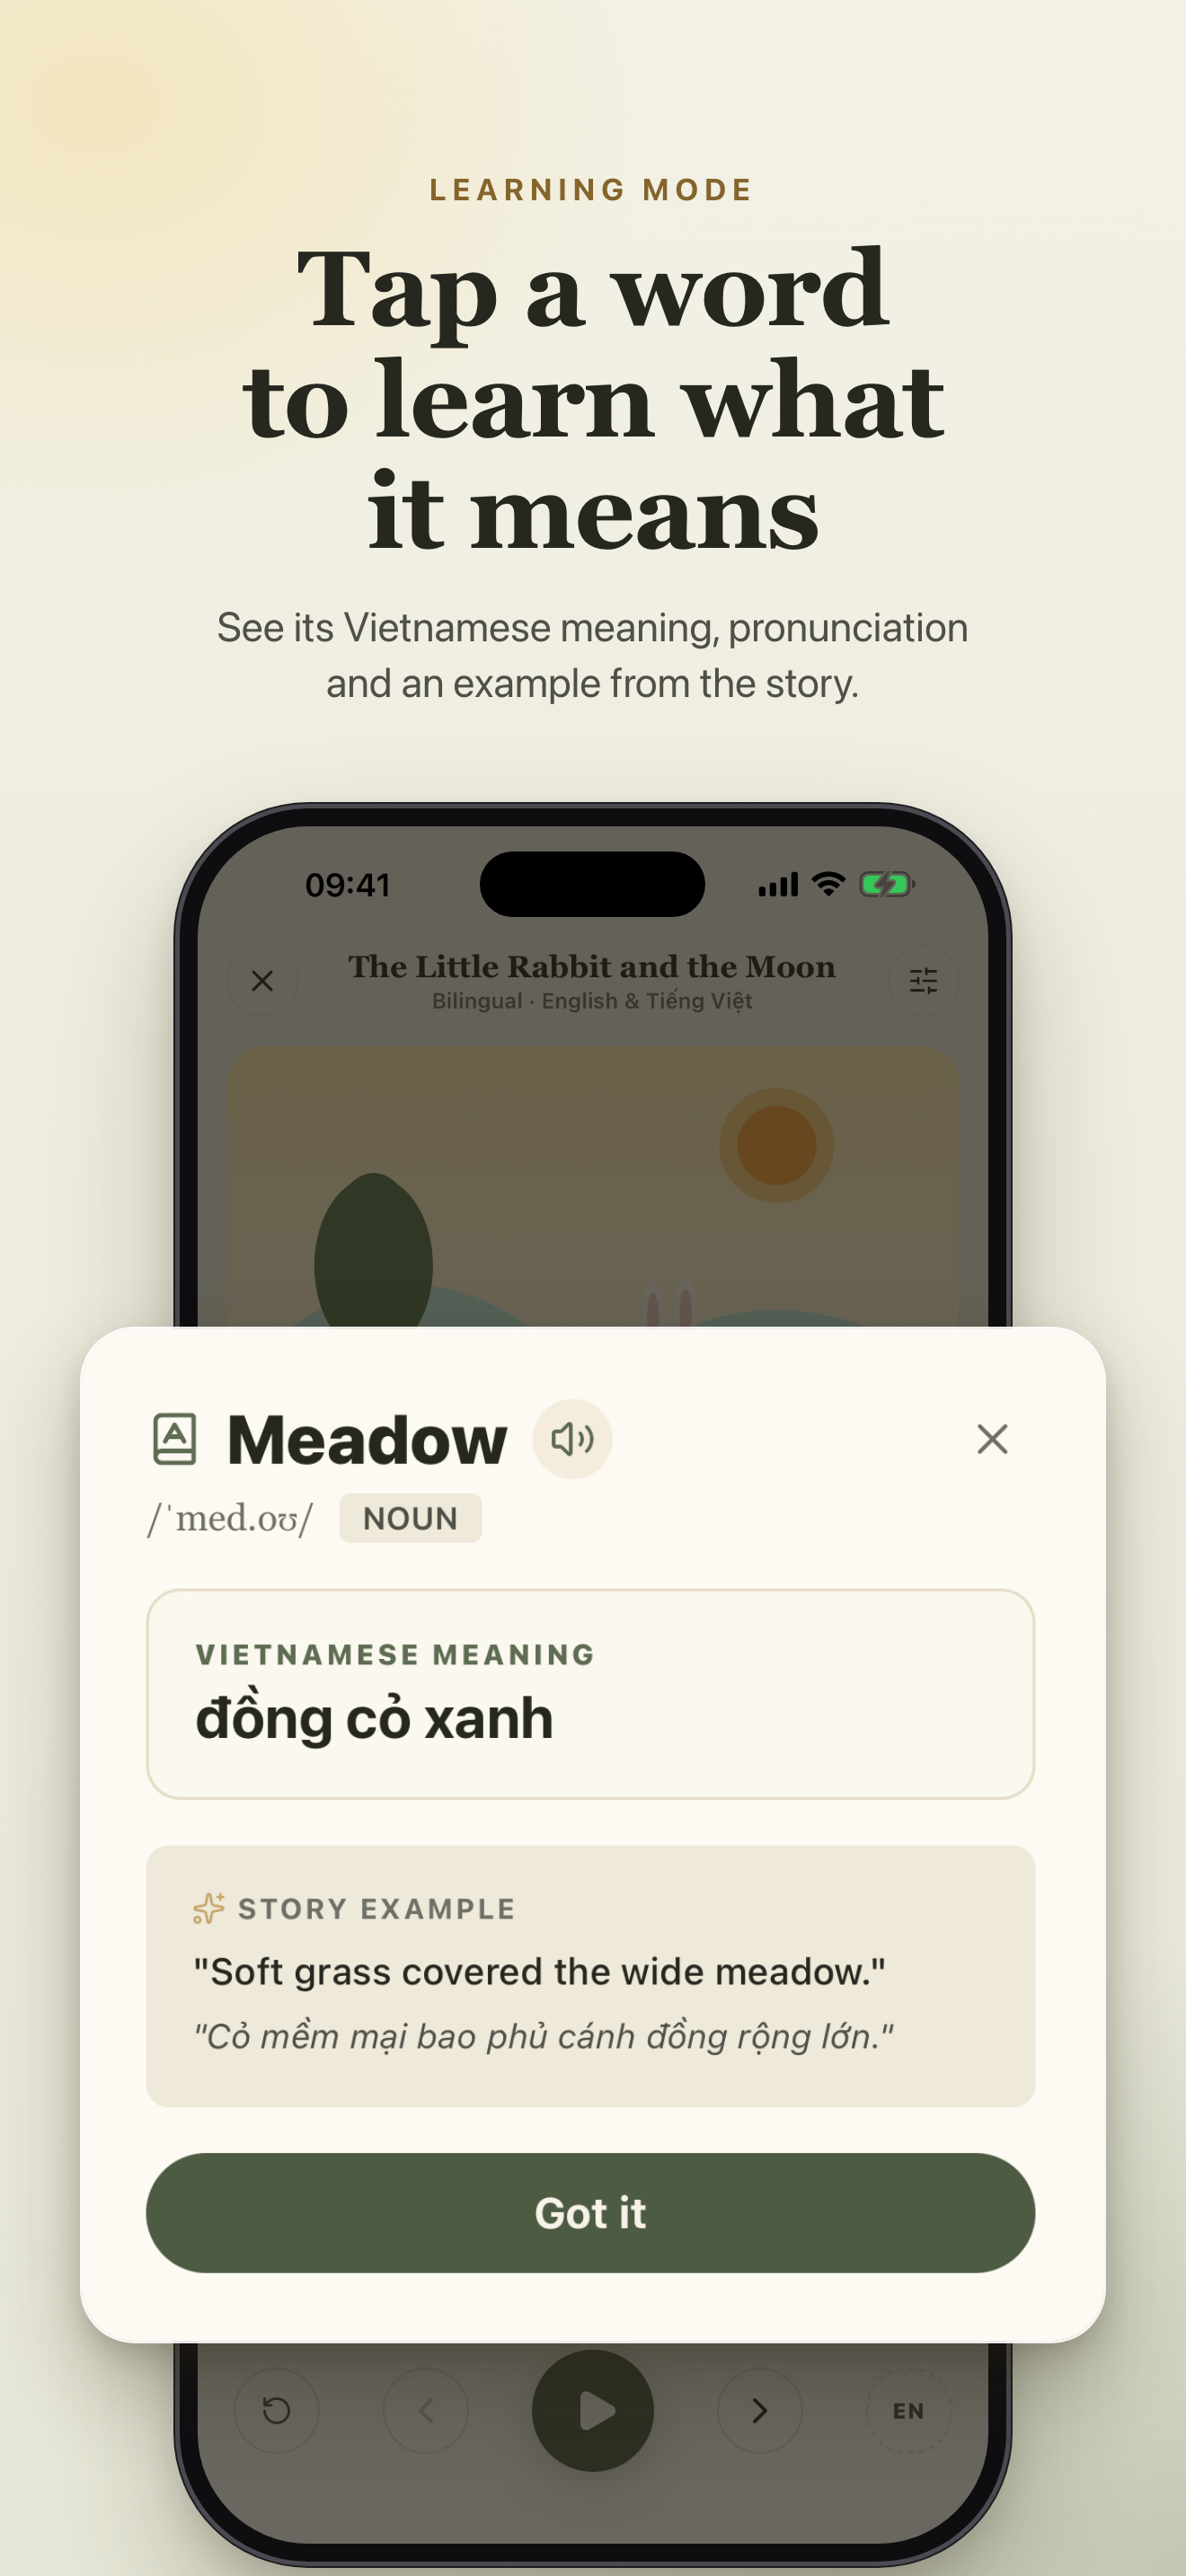 LEARNING MODE
Tap a word
to learn what
it means
See its Vietnamese meaning, pronunciation
and an example from the story.
09:41
The Little Rabbit and the Moon
Bilingual · English & Tiếng Việt
Meadow
/ˈmed.oʊ/ NOUN
VIETNAMESE MEANING
đồng cỏ xanh
STORY EXAMPLE
"Soft grass covered the wide meadow."
"Cỏ mềm mại bao phủ cánh đồng rộng lớn."
Got it
EN